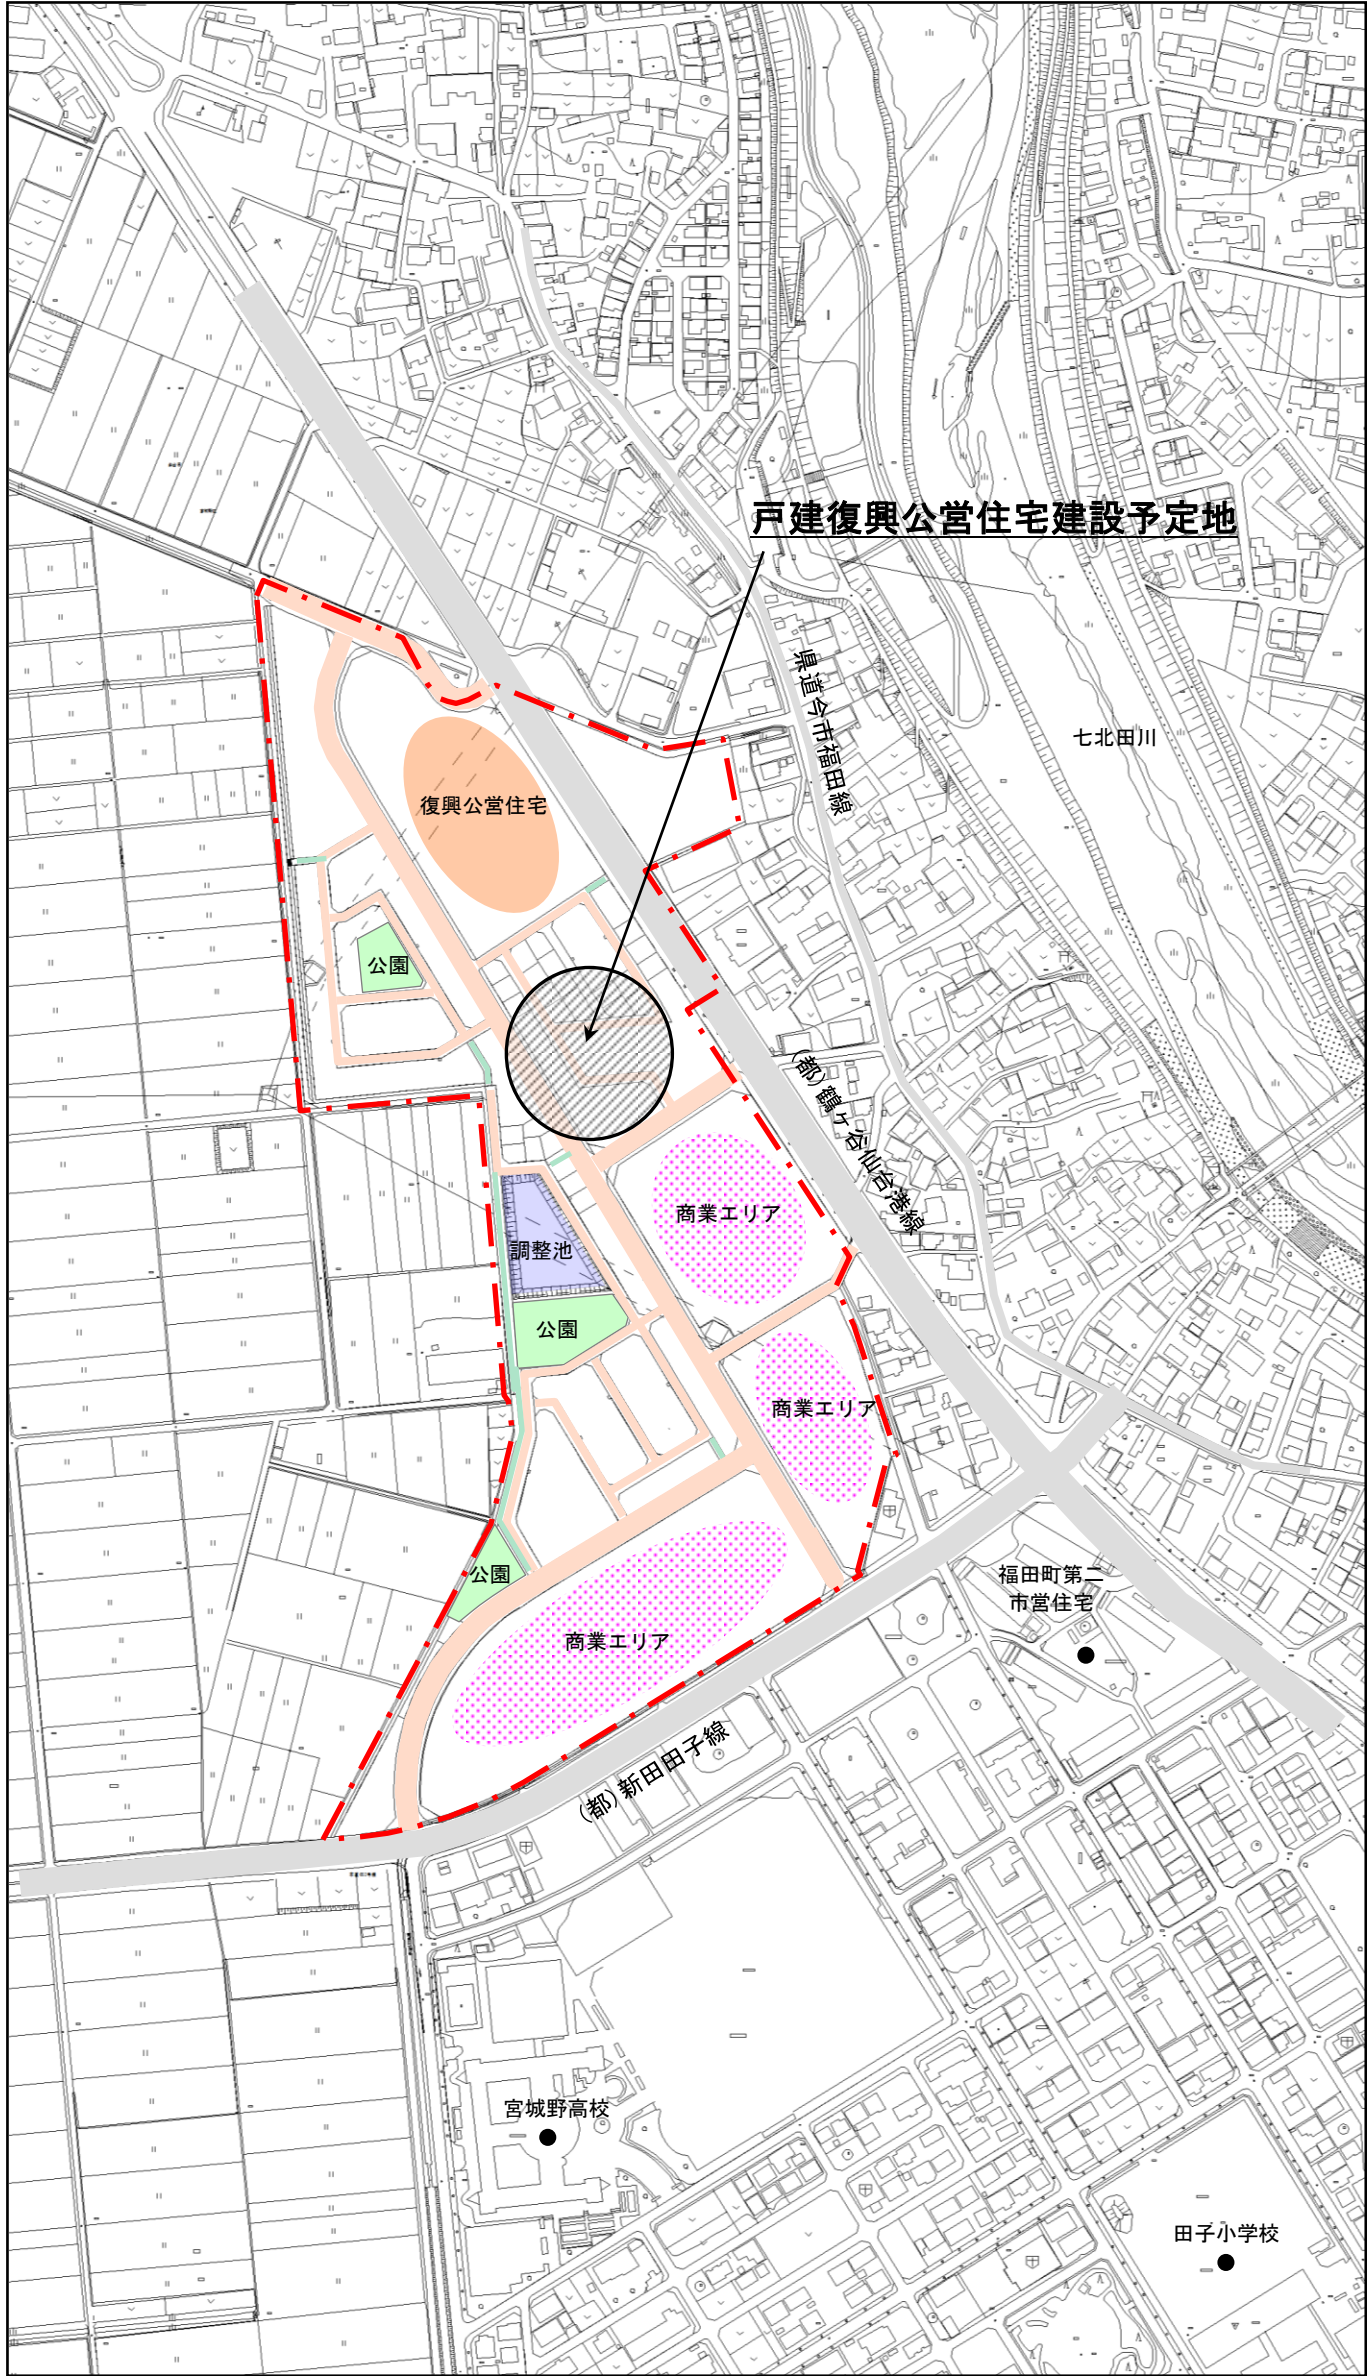 戸建復興公営住宅建設予定地
県道今市福田線
七北田川
復興公営住宅
公園
(都)鶴ヶ谷仙台港線
商業エリア
調整池
公園
商業エリア
公園
福田町第二
市営住宅
商業エリア
(都)新田田子線
宮城野高校
田子小学校